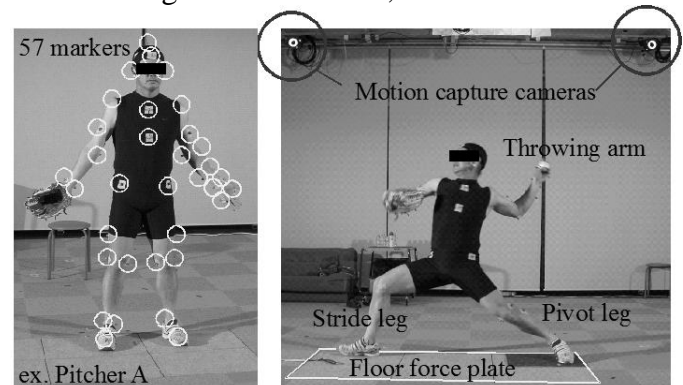 57 markers
Motion capture cameras
Throwing arm
Stride leg
Pivot leg
Floor force plate
ex. Pitcher A